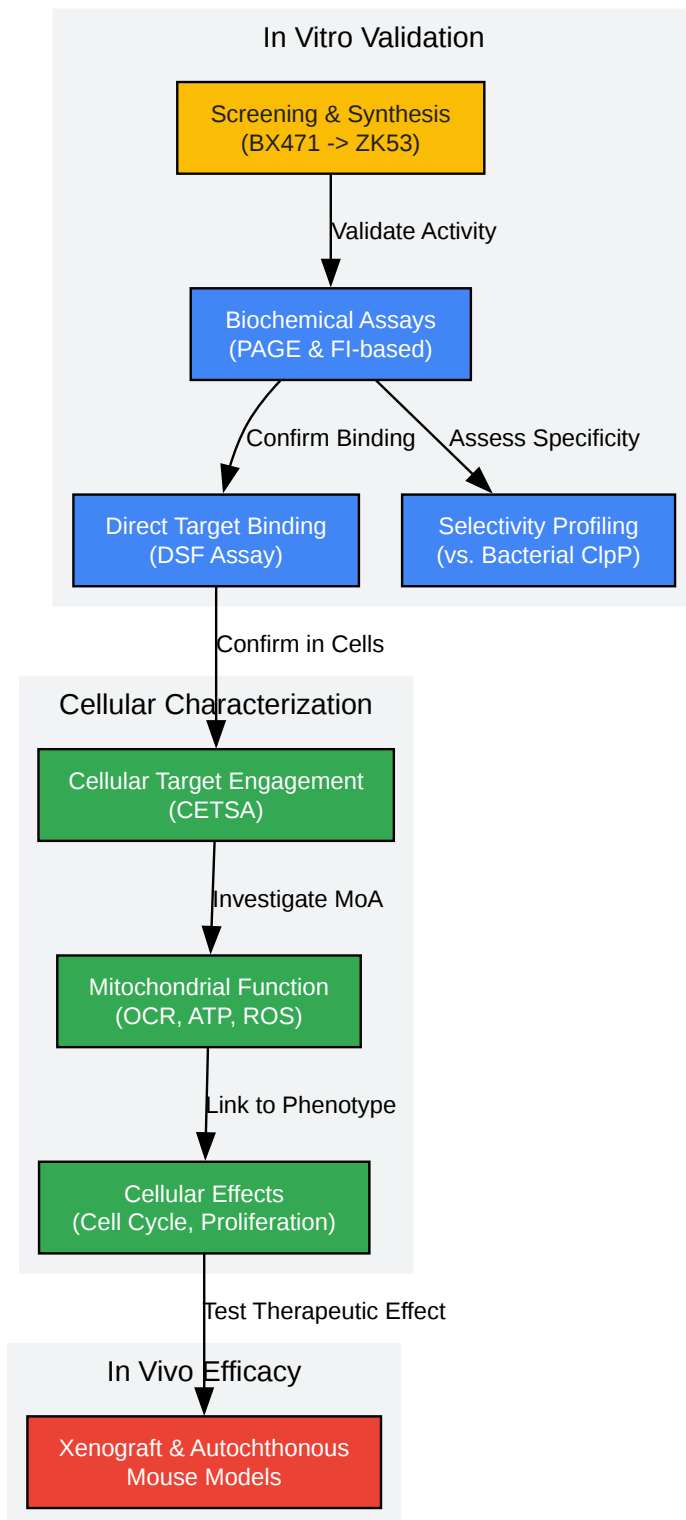 In Vitro Validation
Screening & Synthesis
(BX471 -> ZK53)
Validate Activity
Biochemical Assays
(PAGE & FI-based)
Confirm Binding
Assess Specificity
Direct Target Binding
(DSF Assay)
Selectivity Profiling
(vs. Bacterial ClpP)
Confirm in Cells
Cellular Characterization
Cellular Target Engagement
(CETSA)
Investigate MoA
Mitochondrial Function
(OCR, ATP, ROS)
Link to Phenotype
Cellular Effects
(Cell Cycle, Proliferation)
Test Therapeutic Effect
In Vivo Efficacy
Xenograft & Autochthonous
Mouse Models